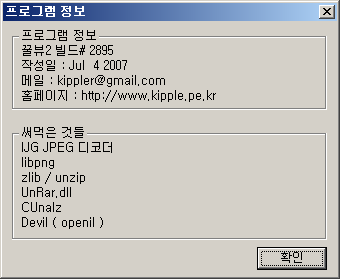 프로그램 정보
프로그램 정보
꿀뷰2 빌드# 2895
작성일 : Jul  4 2007
메일 : kippler@gmail.com
홈페이지 : http://www.kipple.pe.kr
써먹은 것들
IJG JPEG 디코더
libpng
zlib / unzip
UnRar.dll
CUnalz
Devil ( openil )
확인